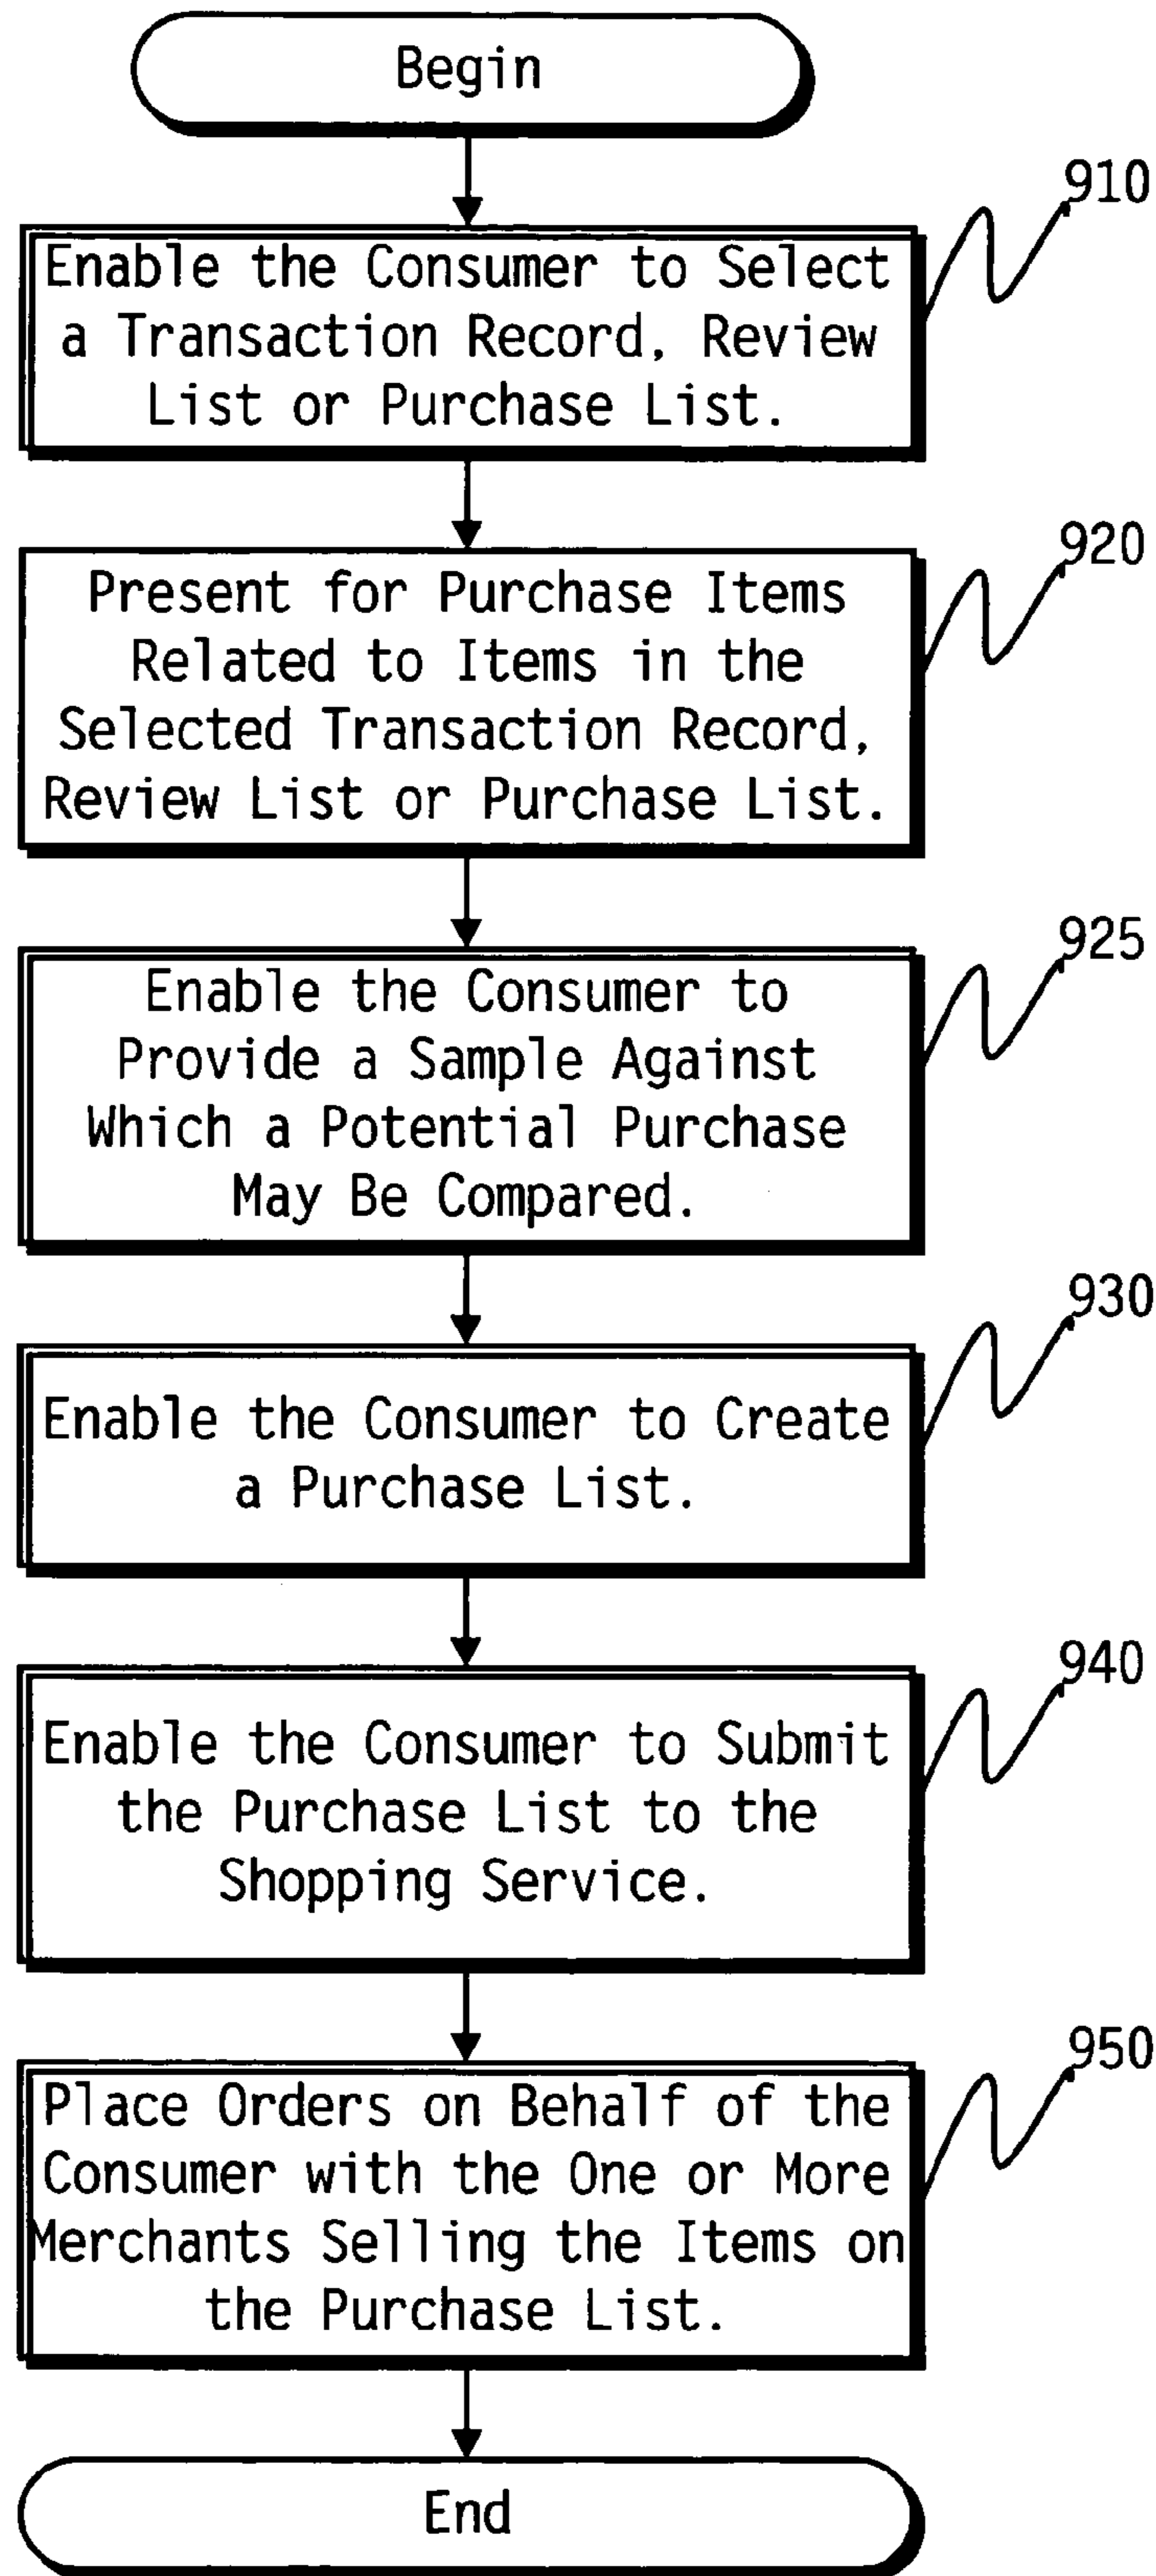 Begin
910
Enable the Consumer to Select
a Transaction Record, Review
List or Purchase List.
920
Present for Purchase Items
Related to Items in the
Selected Transaction Record,
Review List or Purchase List.
925
Enable the Consumer to
Provide a Sample Against
Which a Potential Purchase
May Be Compared.
930
Enable the Consumer to Create
a Purchase List.
940
Enable the Consumer to Submit
the Purchase List to the
Shopping Service.
950
Place Orders on Behalf of the
Consumer with the One or More
Merchants Selling the Items on
the Purchase List.
End